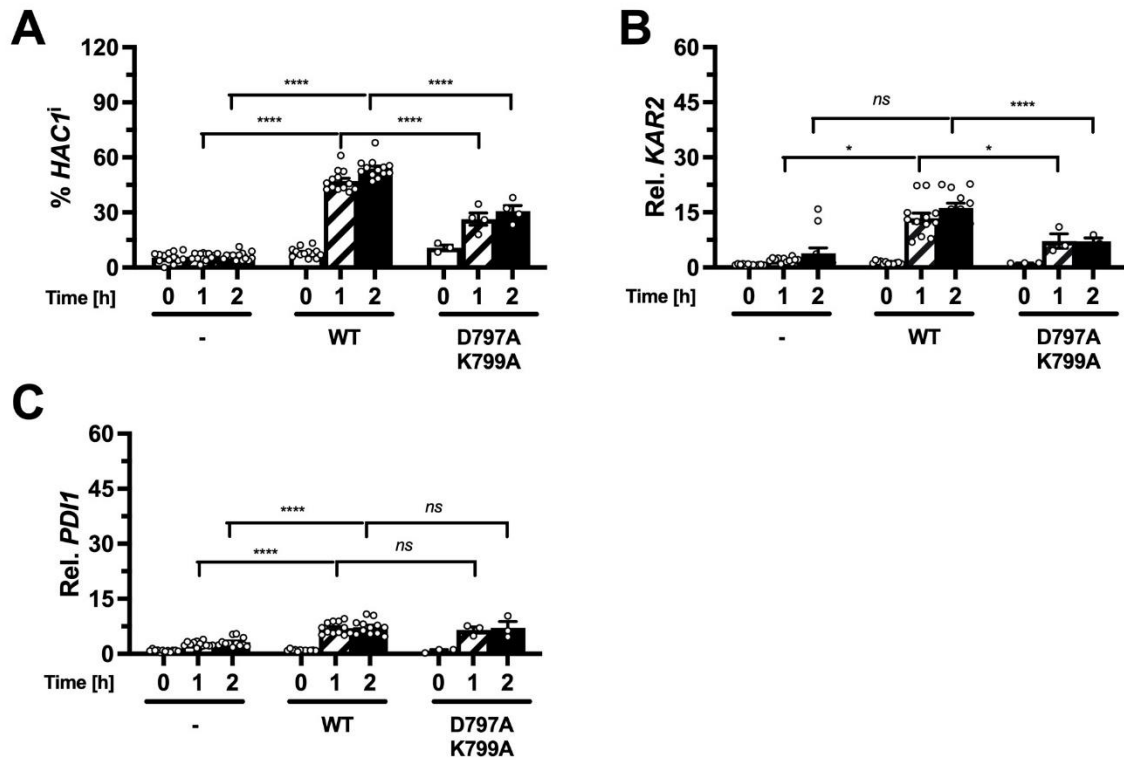 A
% HAC1ⁱ
120
90
60
30
0
****
****
****
****
Time [h] 0 1 2 0 1 2 0 1 2
- WT D797A
K799A
B
Rel. KAR2
60
45
30
15
0
ns
****
*
*
Time [h] 0 1 2 0 1 2 0 1 2
- WT D797A
K799A
C
Rel. PDI1
60
45
30
15
0
****
ns
****
ns
Time [h] 0 1 2 0 1 2 0 1 2
- WT D797A
K799A